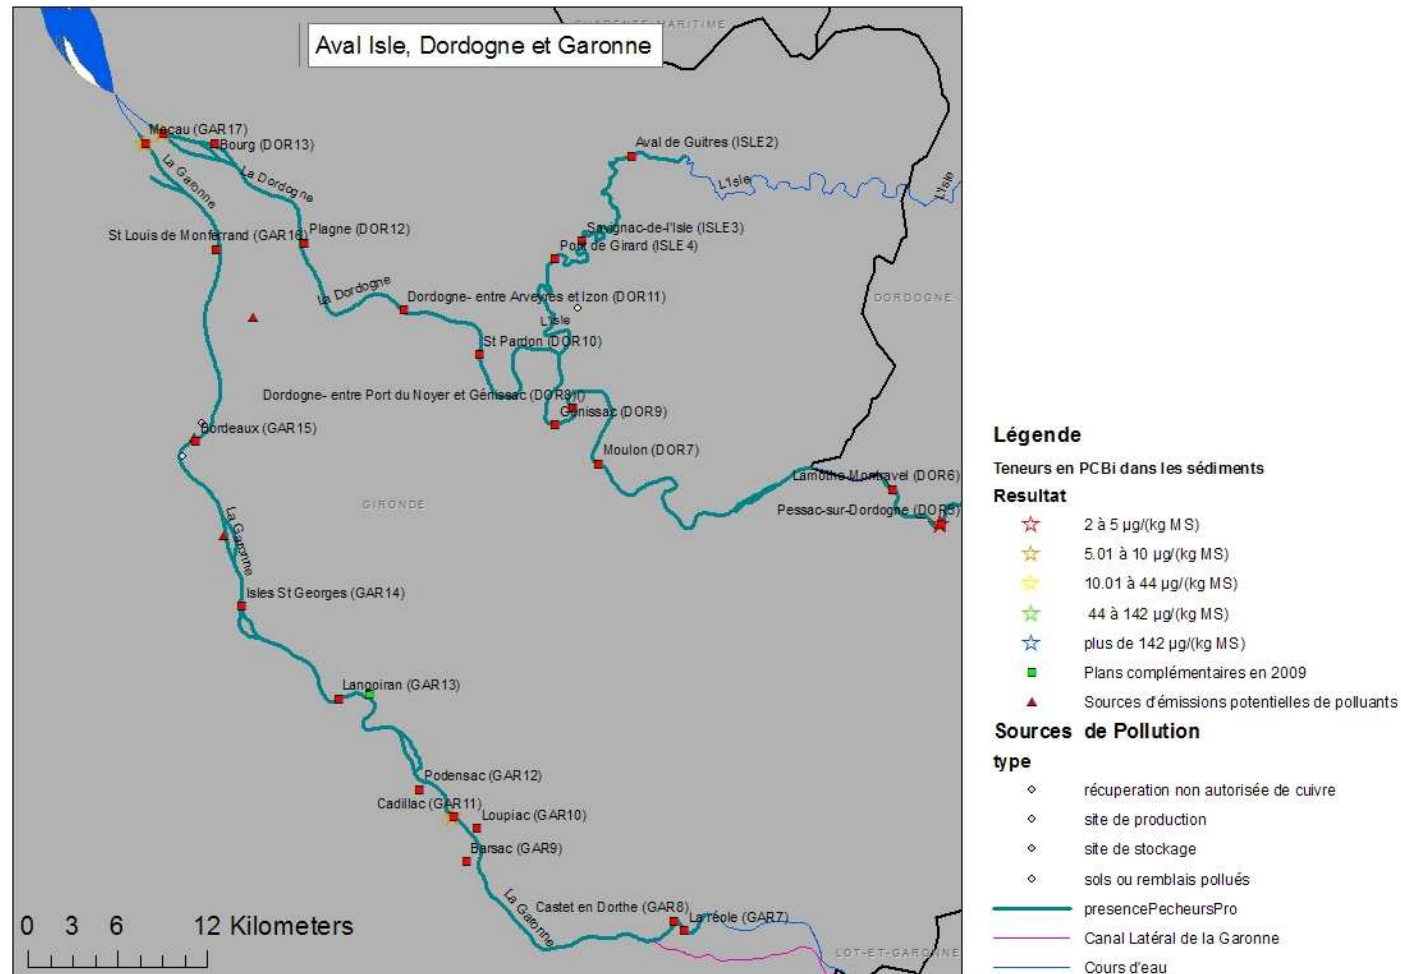 CHARENTE-MARITIME
Aval Isle, Dordogne et Garonne
Macau (GAR17)
Bourg (DOR13)
Aval de Guitres (ISLE2)
La Garonne
La Dordogne
L'Isle
L'Isle
St Louis de Monferrand (GAR16)
Plagne (DOR12)
Savignac-de-l'Isle (ISLE3)
Pont de Girard (ISLE4)
La Dordogne
Dordogne- entre Arveyres et Izon (DOR11)
DORDOGNE
L'Isle
St Pardon (DOR10)
Dordogne- entre Port du Noyer et Génissac (DOR8)()
Génissac (DOR9)
Bordeaux (GAR15)
Moulon (DOR7)
Lamothe Montravel (DOR6)
GIRONDE
Pessac-sur-Dordogne (DOR5)
La Garonne
Isles St Georges (GAR14)
Langoiran (GAR13)
Podensac (GAR12)
Cadillac (GAR11)
Loupiac (GAR10)
Barsac (GAR9)
La Garonne
Castet en Dorthe (GAR8)
La réole (GAR7)
LOT-ET-GARONNE
0 3 6 12 Kilometers
Légende
Teneurs en PCBi dans les sédiments
Resultat
2 à 5 µg/(kg MS)
5.01 à 10 µg/(kg MS)
10.01 à 44 µg/(kg MS)
44 à 142 µg/(kg MS)
plus de 142 µg/(kg MS)
Plans complémentaires en 2009
Sources d'émissions potentielles de polluants
Sources de Pollution
type
récuperation non autorisée de cuivre
site de production
site de stockage
sols ou remblais pollués
presencePecheursPro
Canal Latéral de la Garonne
Cours d'eau